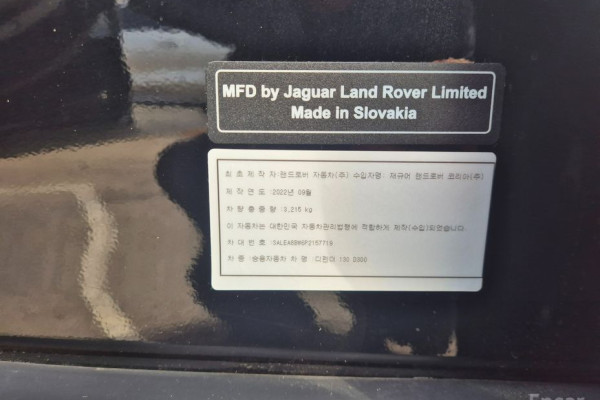 MFD by Jaguar Land Rover Limited
Made in Slovakia
최 초 제 작 자:랜드로버 자동차(주) 수입자명: 재규어 랜드로버 코리아(주)
제 작 연 도 :2022년 09월
차 량 총 중 량 :3,215 kg
이 자동차는 대한민국 자동차관리법령에 적합하게 제작(수입)되었습니다.
차 대 번 호 :
차 종 :승용자동차 차 명 :디펜더 130 D300
Encar